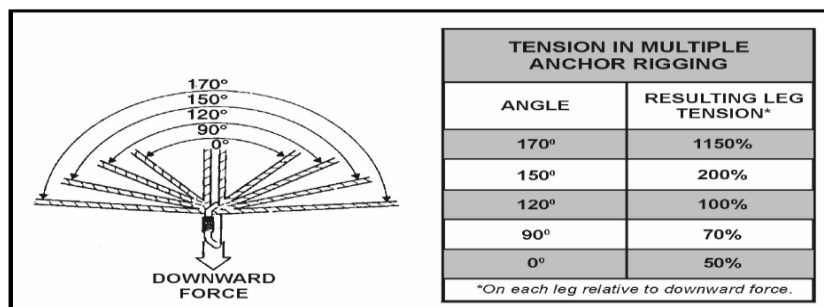 170°
150°
120°
90°
0°
DOWNWARD
FORCE
TENSION IN MULTIPLE
ANCHOR RIGGING
ANGLE
RESULTING LEG
TENSION*
170° 1150%
150° 200%
120° 100%
90° 70%
0° 50%
*On each leg relative to downward force.